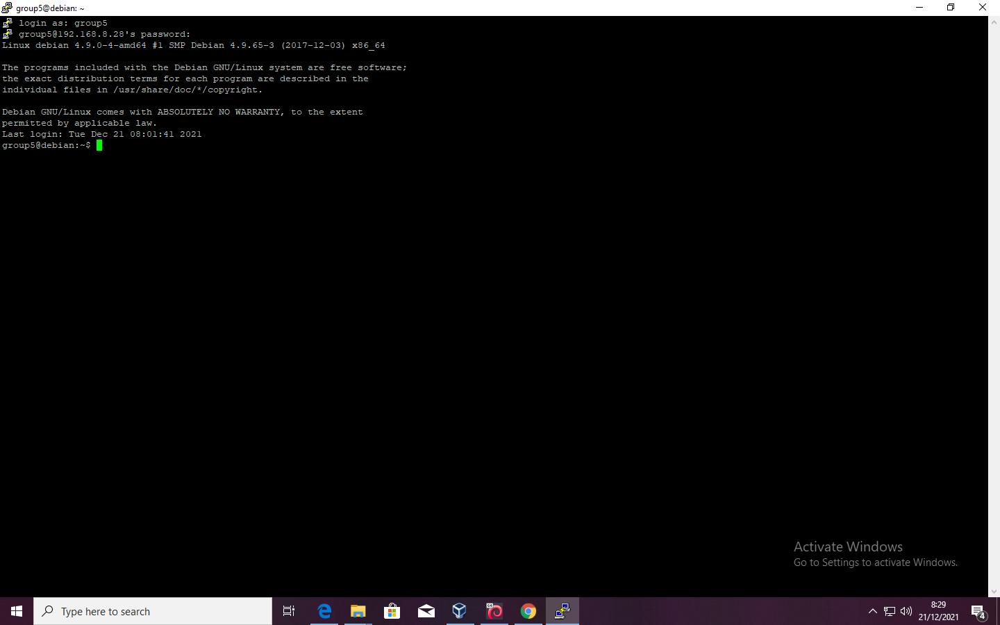 group5@debian: ~
login as: group5
group5@192.168.8.28's password:
Linux debian 4.9.0-4-amd64 #1 SMP Debian 4.9.65-3 (2017-12-03) x86_64
The programs included with the Debian GNU/Linux system are free software;
the exact distribution terms for each program are described in the
individual files in /usr/share/doc/*/copyright.
Debian GNU/Linux comes with ABSOLUTELY NO WARRANTY, to the extent
permitted by applicable law.
Last login: Tue Dec 21 08:01:41 2021
group5@debian:~$
Activate Windows
Go to Settings to activate Windows.
Type here to search
64
8:29
21/12/2021
4